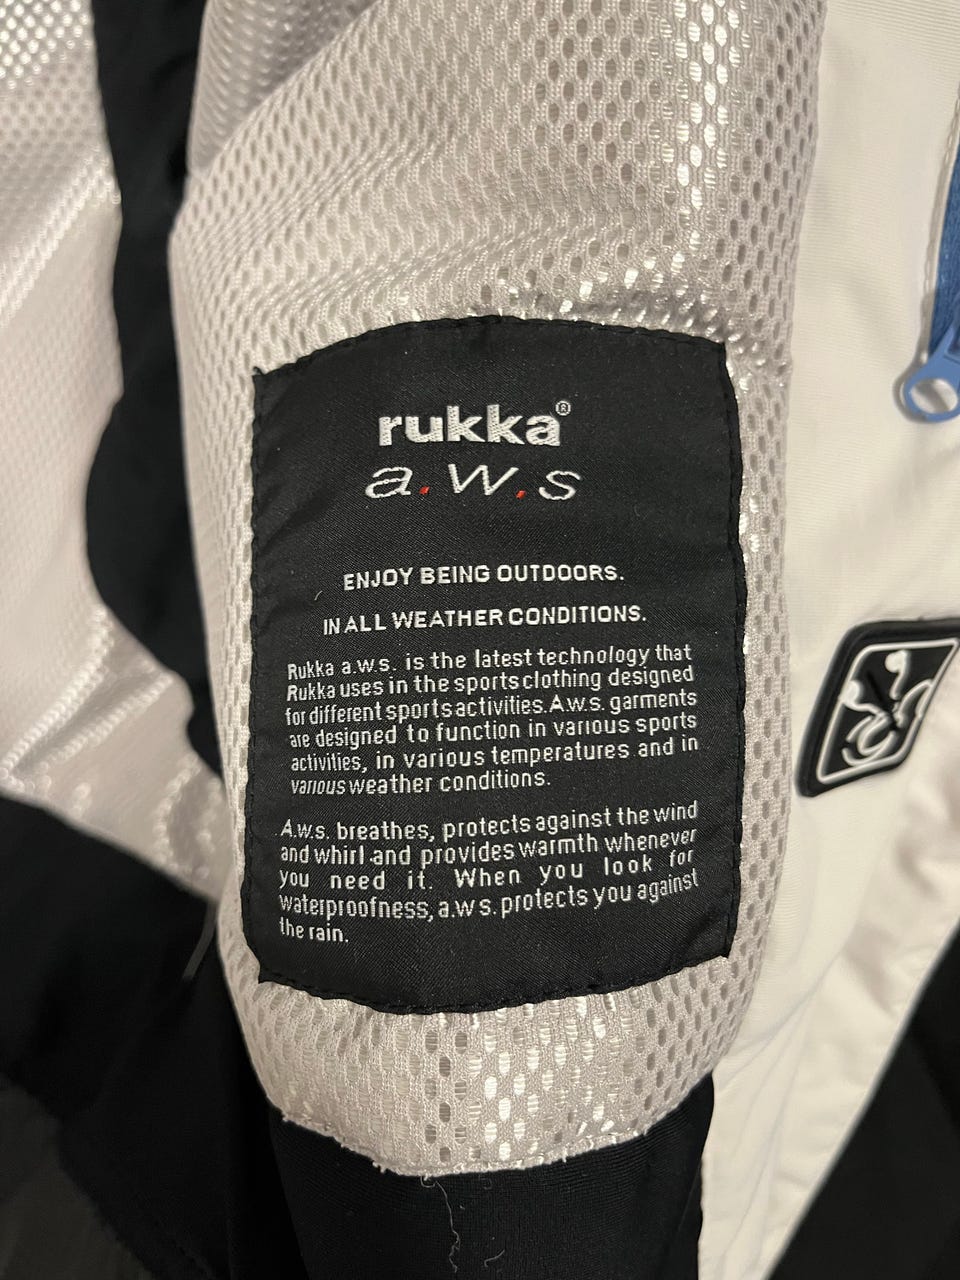 rukka®
a.w.s
ENJOY BEING OUTDOORS.
IN ALL WEATHER CONDITIONS.
Rukka a.w.s. is the latest technology that
Rukka uses in the sports clothing designed
for different sports activities. A.w.s. garments
are designed to function in various sports
activities, in various temperatures and in
various weather conditions.
A.w.s. breathes, protects against the wind
and whirl and provides warmth whenever
you need it. When you look for
waterproofness, a.w.s. protects you against
the rain.